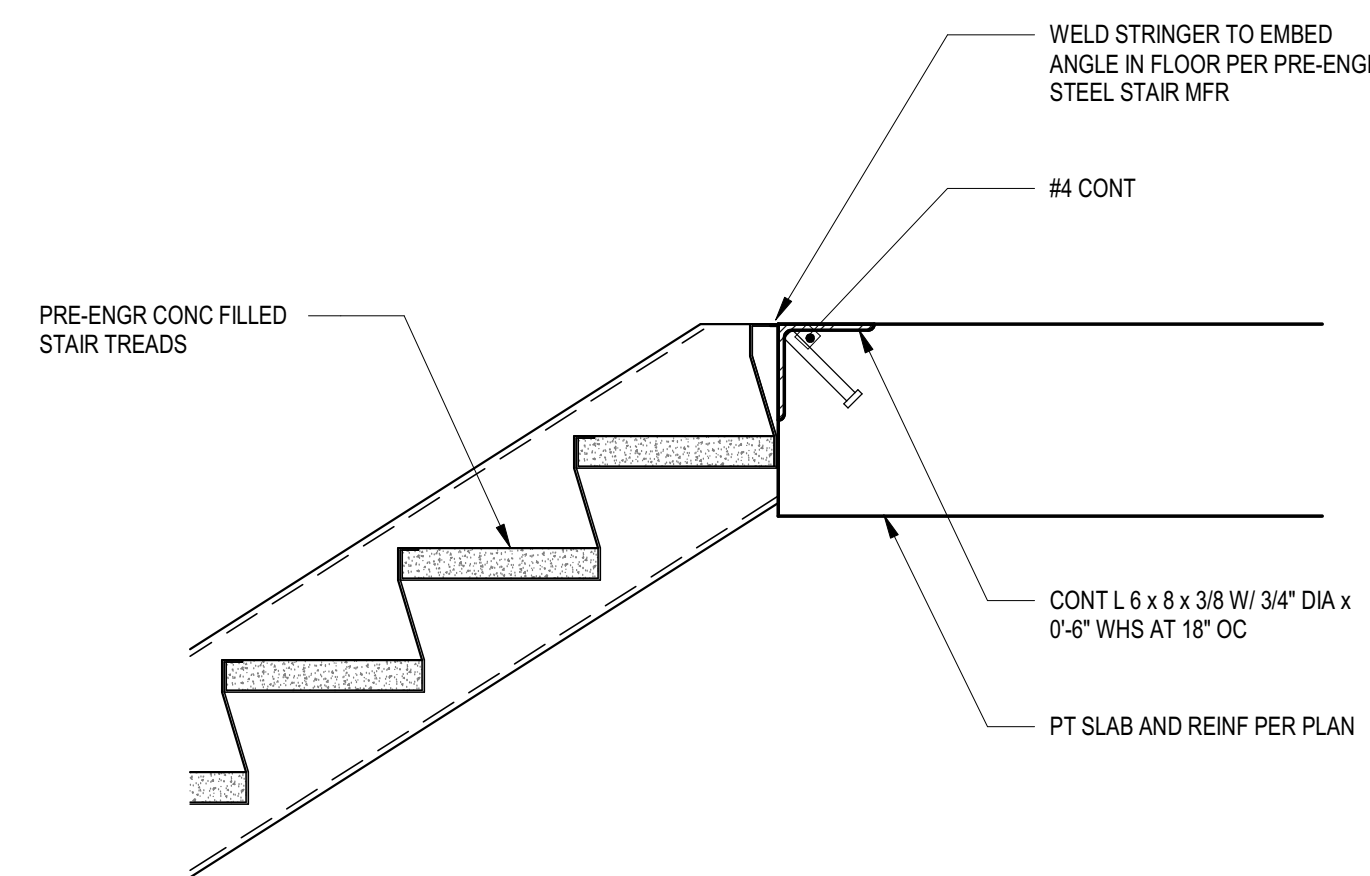 WELD STRINGER TO EMBED
ANGLE IN FLOOR PER PRE-ENG
STEEL STAIR MFR
#4 CONT
PRE-ENGR CONC FILLED
STAIR TREADS
CONT L 6 x 8 x 3/8 W/ 3/4" DIA x
0'-6" WHS AT 18" OC
PT SLAB AND REINF PER PLAN